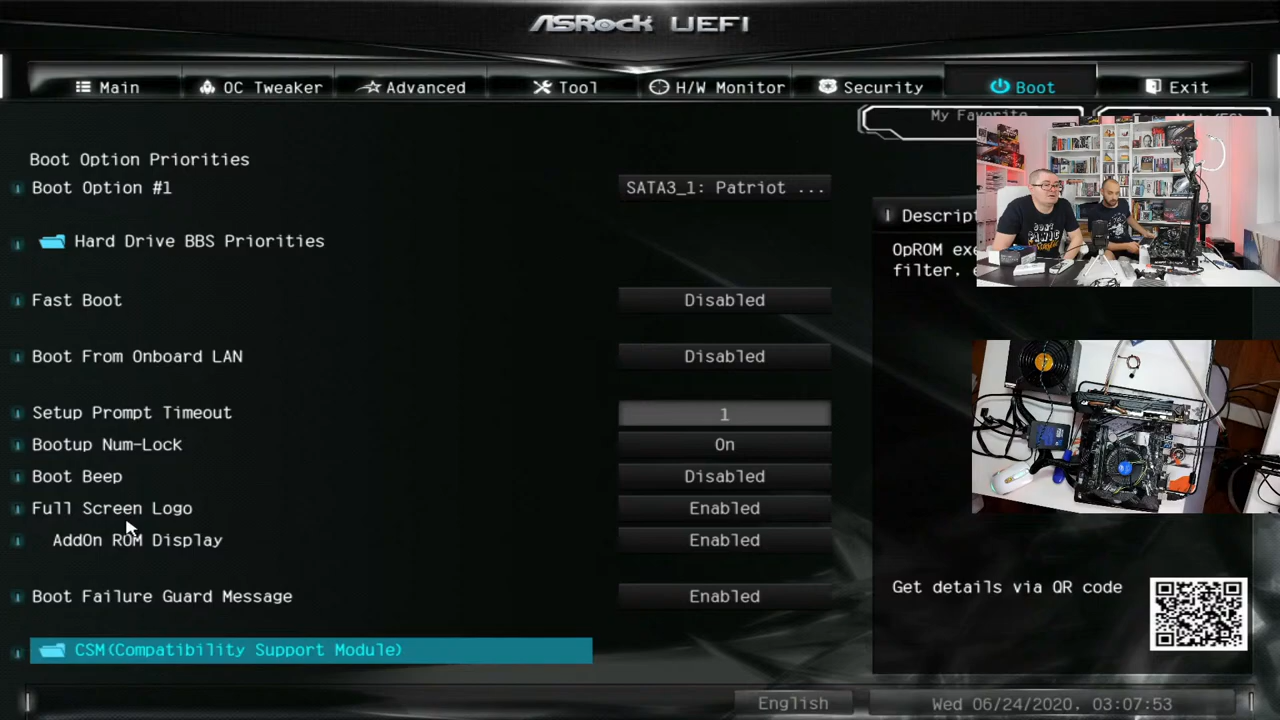 ASRock UEFI
Main
OC Tweaker
Advanced
Tool
H/W Monitor
Security
Boot
Exit
My Favorite
Boot Option Priorities
Boot Option #1
SATA3_1: Patriot ...
Hard Drive BBS Priorities
Fast Boot
Disabled
Boot From Onboard LAN
Disabled
Setup Prompt Timeout
1
Bootup Num-Lock
On
Boot Beep
Disabled
Full Screen Logo
Enabled
AddOn ROM Display
Enabled
Boot Failure Guard Message
Enabled
CSM(Compatibility Support Module)
Descript
OpROM exe
filter.
PANIC
Get details via QR code
English
Wed 06/24/2020. 03:07:53